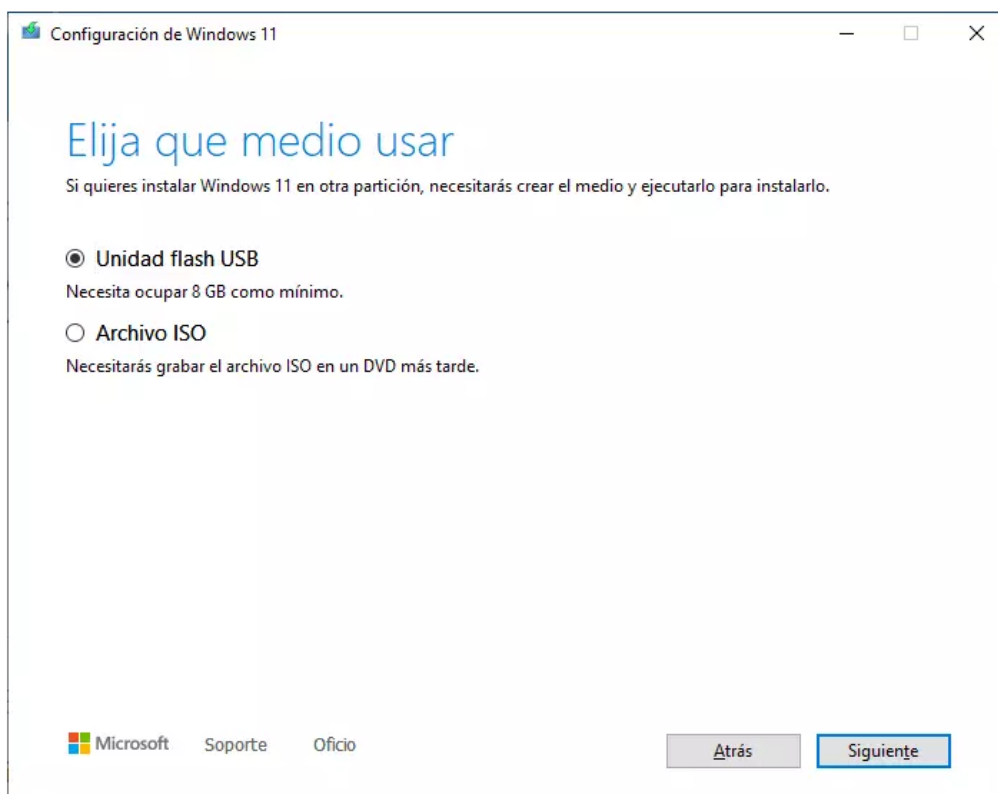 Configuración de Windows 11
Elija que medio usar
Si quieres instalar Windows 11 en otra partición, necesitarás crear el medio y ejecutarlo para instalarlo.
Unidad flash USB
Necesita ocupar 8 GB como mínimo.
Archivo ISO
Necesitarás grabar el archivo ISO en un DVD más tarde.
Microsoft Soporte Oficio Atrás Siguiente